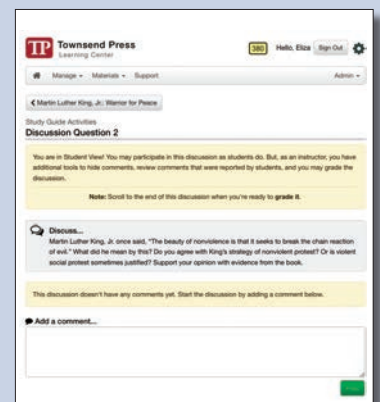 TP Townsend Press
Learning Center
380 Hello, Eliza Sign Out
Manage Materials Support Admin
Martin Luther King, Jr.: Warrior for Peace
Study Guide Activities
Discussion Question 2
You are in Student View! You may participate in this discussion as students do. But, as an instructor, you have
additional tools to hide comments, review comments that were reported by students, and you may grade the
discussion.
Note: Scroll to the end of this discussion when you're ready to grade it.
Discuss...
Martin Luther King, Jr. once said, "The beauty of nonviolence is that it seeks to break the chain reaction
of evil." What did he mean by this? Do you agree with King's strategy of nonviolent protest? Or is violent
social protest sometimes justified? Support your opinion with evidence from the book.
This discussion doesn't have any comments yet. Start the discussion by adding a comment below.
Add a comment...